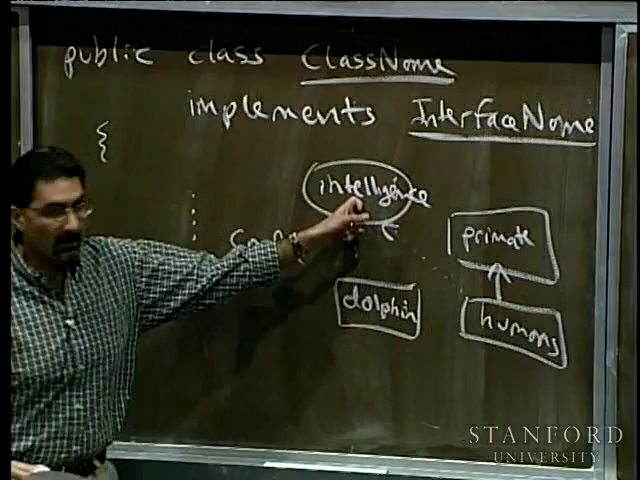 public class ClassName
implements InterfaceName
{
intelligence
primate
dolphin
humans
STANFORD
UNIVERSITY